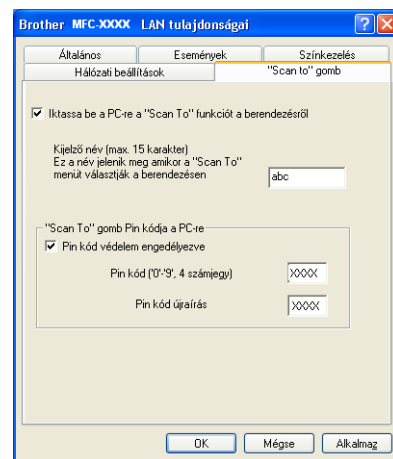 Brother MFC-XXXX LAN tulajdonságai
Általános Események Színkezelés
Hálózati beállítások "Scan to" gomb
Iktassa be a PC-re a "Scan To" funkciót a berendezésről
Kijelző név (max. 15 karakter)
Ez a név jelenik meg amikor a "Scan To"
menüt választják a berendezésen
abc
"Scan To" gomb Pin kódja a PC-re
Pin kód védelem engedélyezve
Pin kód ('0'-'9', 4 számjegy) XXXX
Pin kód újraírás XXXX
OK Mégse Alkalmaz